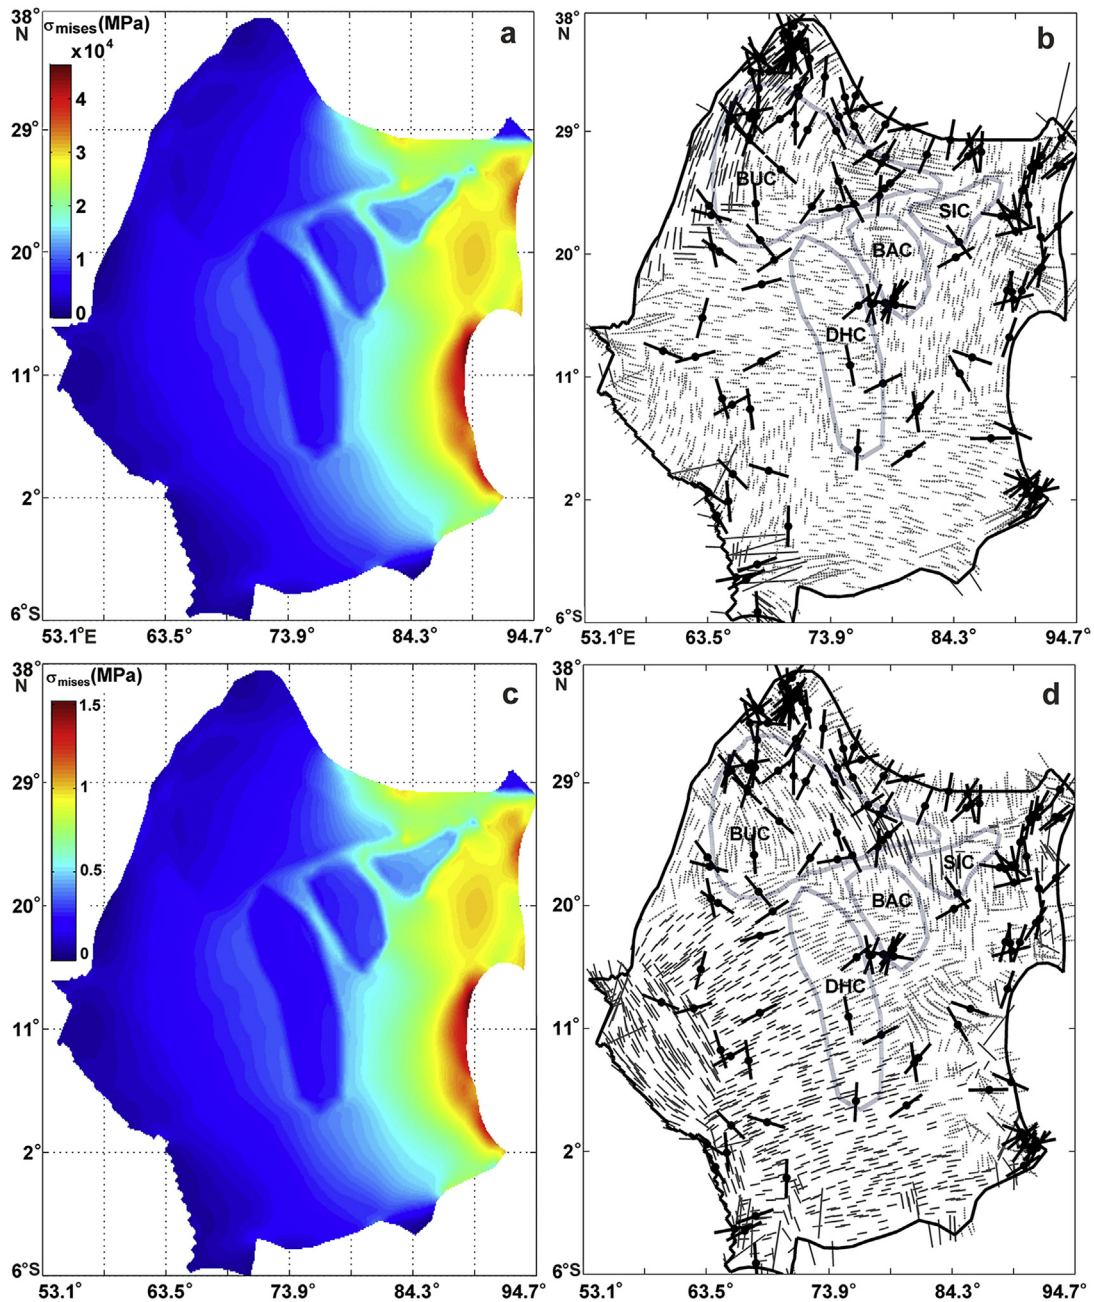 38°
N
σmises(MPa)
x10⁴
4
3
2
1
0
a
29°
20°
11°
2°
6°S
53.1°E 63.5° 73.9° 84.3° 94.7°
38°
N
b
29°
20°
11°
2°
6°S
BUC
SIC
BAC
DHC
53.1°E 63.5° 73.9° 84.3° 94.7°
38°
N
σmises(MPa)
1.5
1
0.5
0
c
29°
20°
11°
2°
6°S
53.1° 63.5° 73.9° 84.3° 94.7°
38°
N
d
29°
20°
11°
2°
6°S
BUC
SIC
BAC
DHC
53.1 63.5° 73.9° 84.3° 94.7°